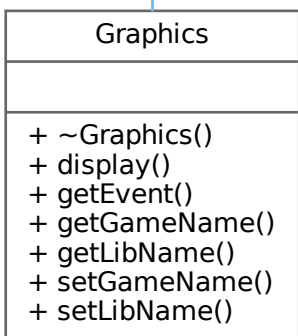 Graphics
+ ~Graphics()
+ display()
+ getEvent()
+ getGameName()
+ getLibName()
+ setGameName()
+ setLibName()